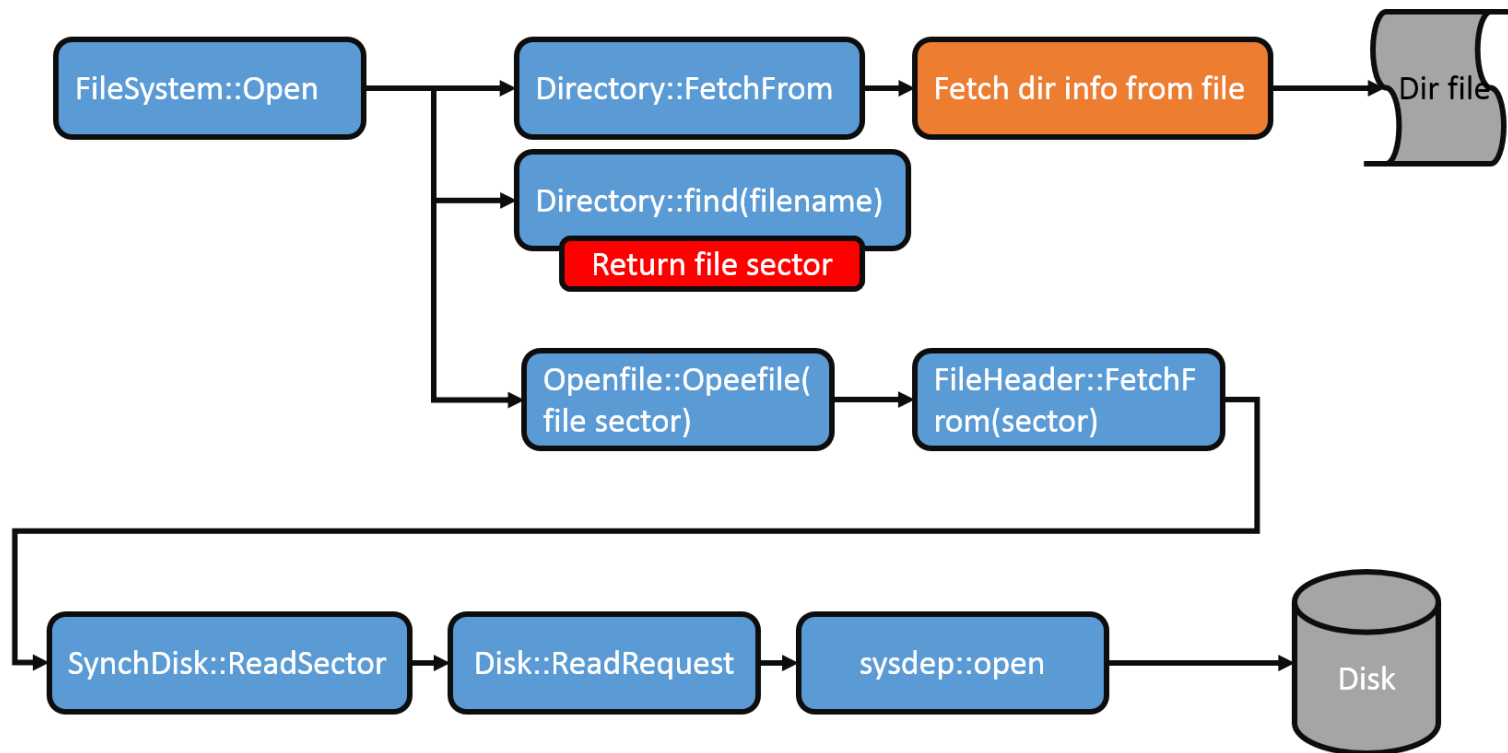 FileSystem::Open
Directory::FetchFrom
Fetch dir info from file
Dir file
Directory::find(filename)
Return file sector
Openfile::Opeefile(
file sector)
FileHeader::FetchF
rom(sector)
SynchDisk::ReadSector
Disk::ReadRequest
sysdep::open
Disk